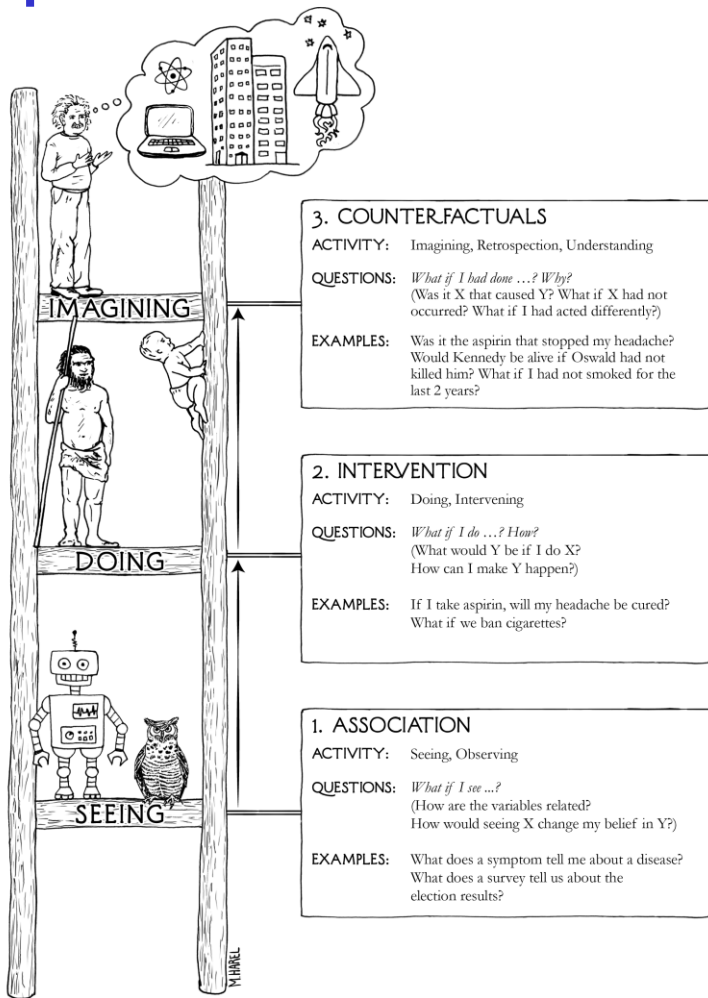 3. COUNTERFACTUALS
ACTIVITY: Imagining, Retrospection, Understanding
QUESTIONS: What if I had done …? Why?
(Was it X that caused Y? What if X had not
occurred? What if I had acted differently?)
EXAMPLES: Was it the aspirin that stopped my headache?
Would Kennedy be alive if Oswald had not
killed him? What if I had not smoked for the
last 2 years?
IMAGINING
2. INTERVENTION
ACTIVITY: Doing, Intervening
QUESTIONS: What if I do …? How?
(What would Y be if I do X?
How can I make Y happen?)
EXAMPLES: If I take aspirin, will my headache be cured?
What if we ban cigarettes?
DOING
1. ASSOCIATION
ACTIVITY: Seeing, Observing
QUESTIONS: What if I see ...?
(How are the variables related?
How would seeing X change my belief in Y?)
EXAMPLES: What does a symptom tell me about a disease?
What does a survey tell us about the
election results?
SEEING
M.HAREL